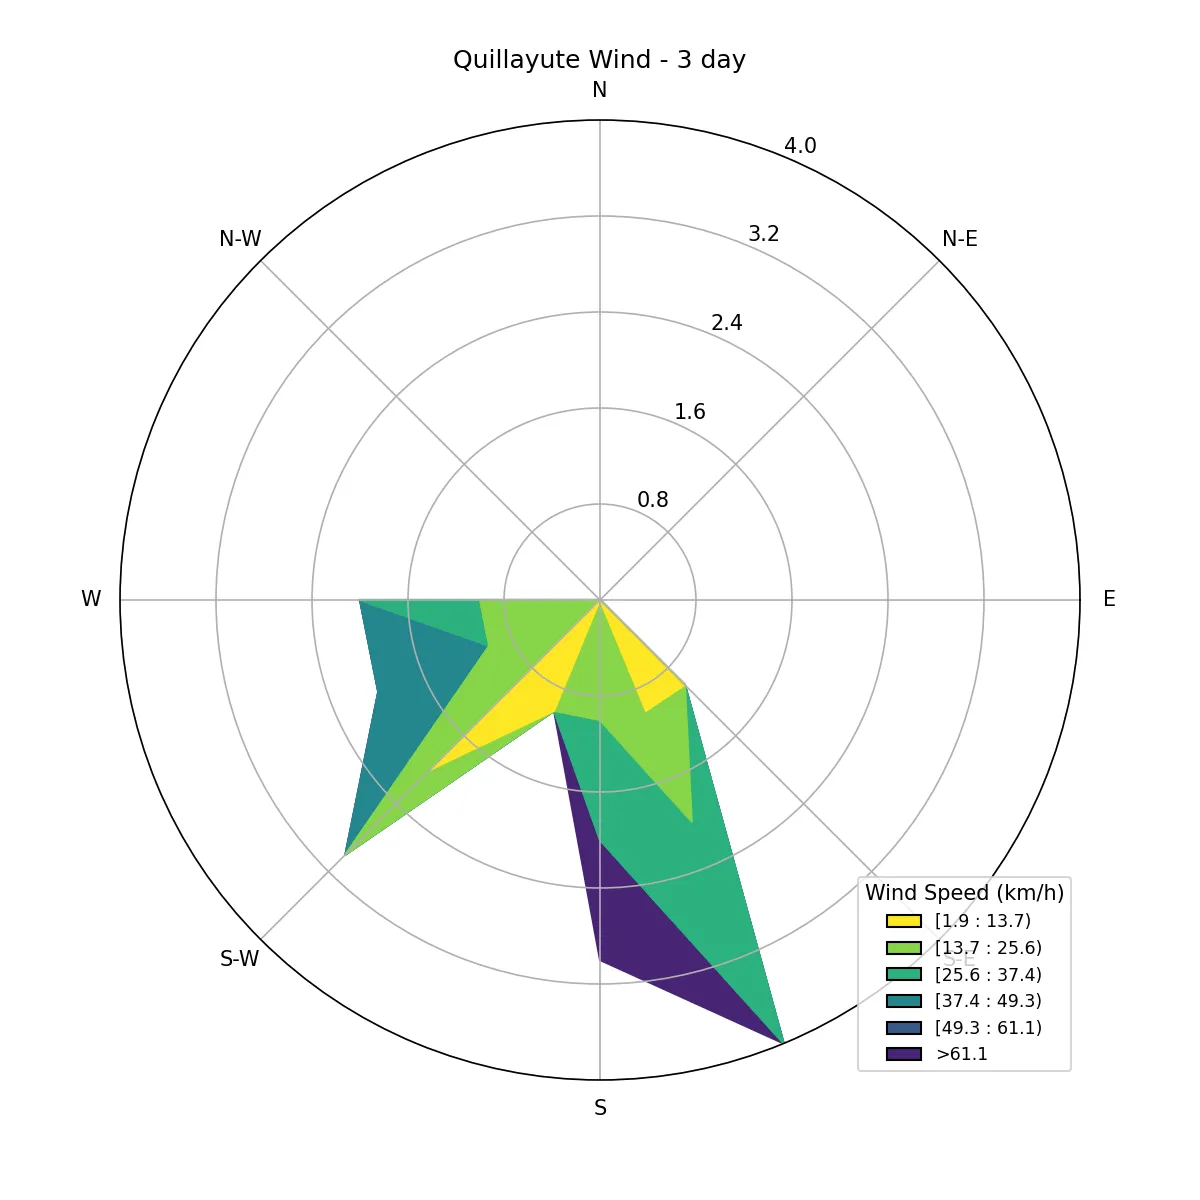 Quillayute Wind - 3 day
N
4.0
N-W
3.2
N-E
2.4
1.6
0.8
W
E
Wind Speed (km/h)
[1.9 : 13.7)
[13.7 : 25.6)
S-W
S-E
[25.6 : 37.4)
[37.4 : 49.3)
[49.3 : 61.1)
>61.1
S